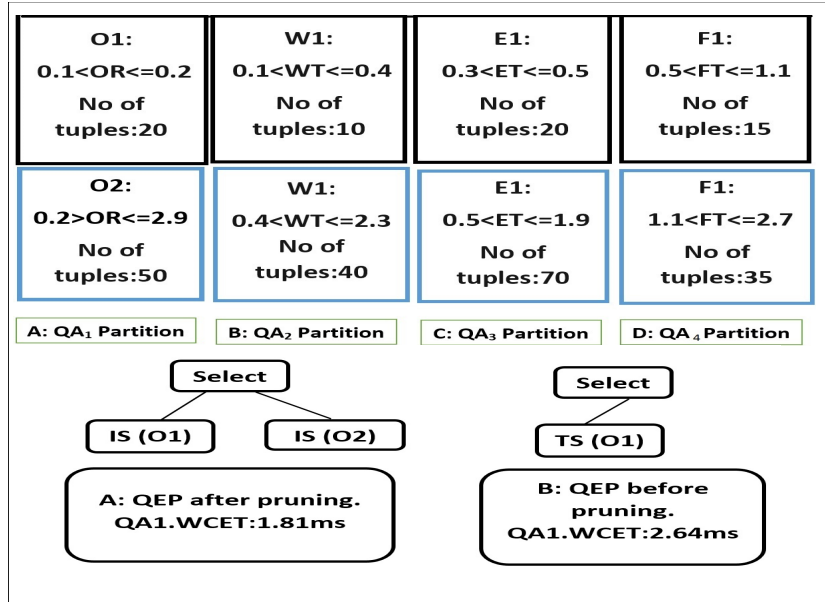 O1:
0.1<OR<=0.2
No of
tuples:20
W1:
0.1<WT<=0.4
No of
tuples:10
E1:
0.3<ET<=0.5
No of
tuples:20
F1:
0.5<FT<=1.1
No of
tuples:15
O2:
0.2>OR<=2.9
No of
tuples:50
W1:
0.4<WT<=2.3
No of
tuples:40
E1:
0.5<ET<=1.9
No of
tuples:70
F1:
1.1<FT<=2.7
No of
tuples:35
A: QA₁ Partition
B: QA₂ Partition
C: QA₃ Partition
D: QA₄ Partition
Select
IS (O1)
IS (O2)
A: QEP after pruning.
QA1.WCET:1.81ms
Select
TS (O1)
B: QEP before
pruning.
QA1.WCET:2.64ms